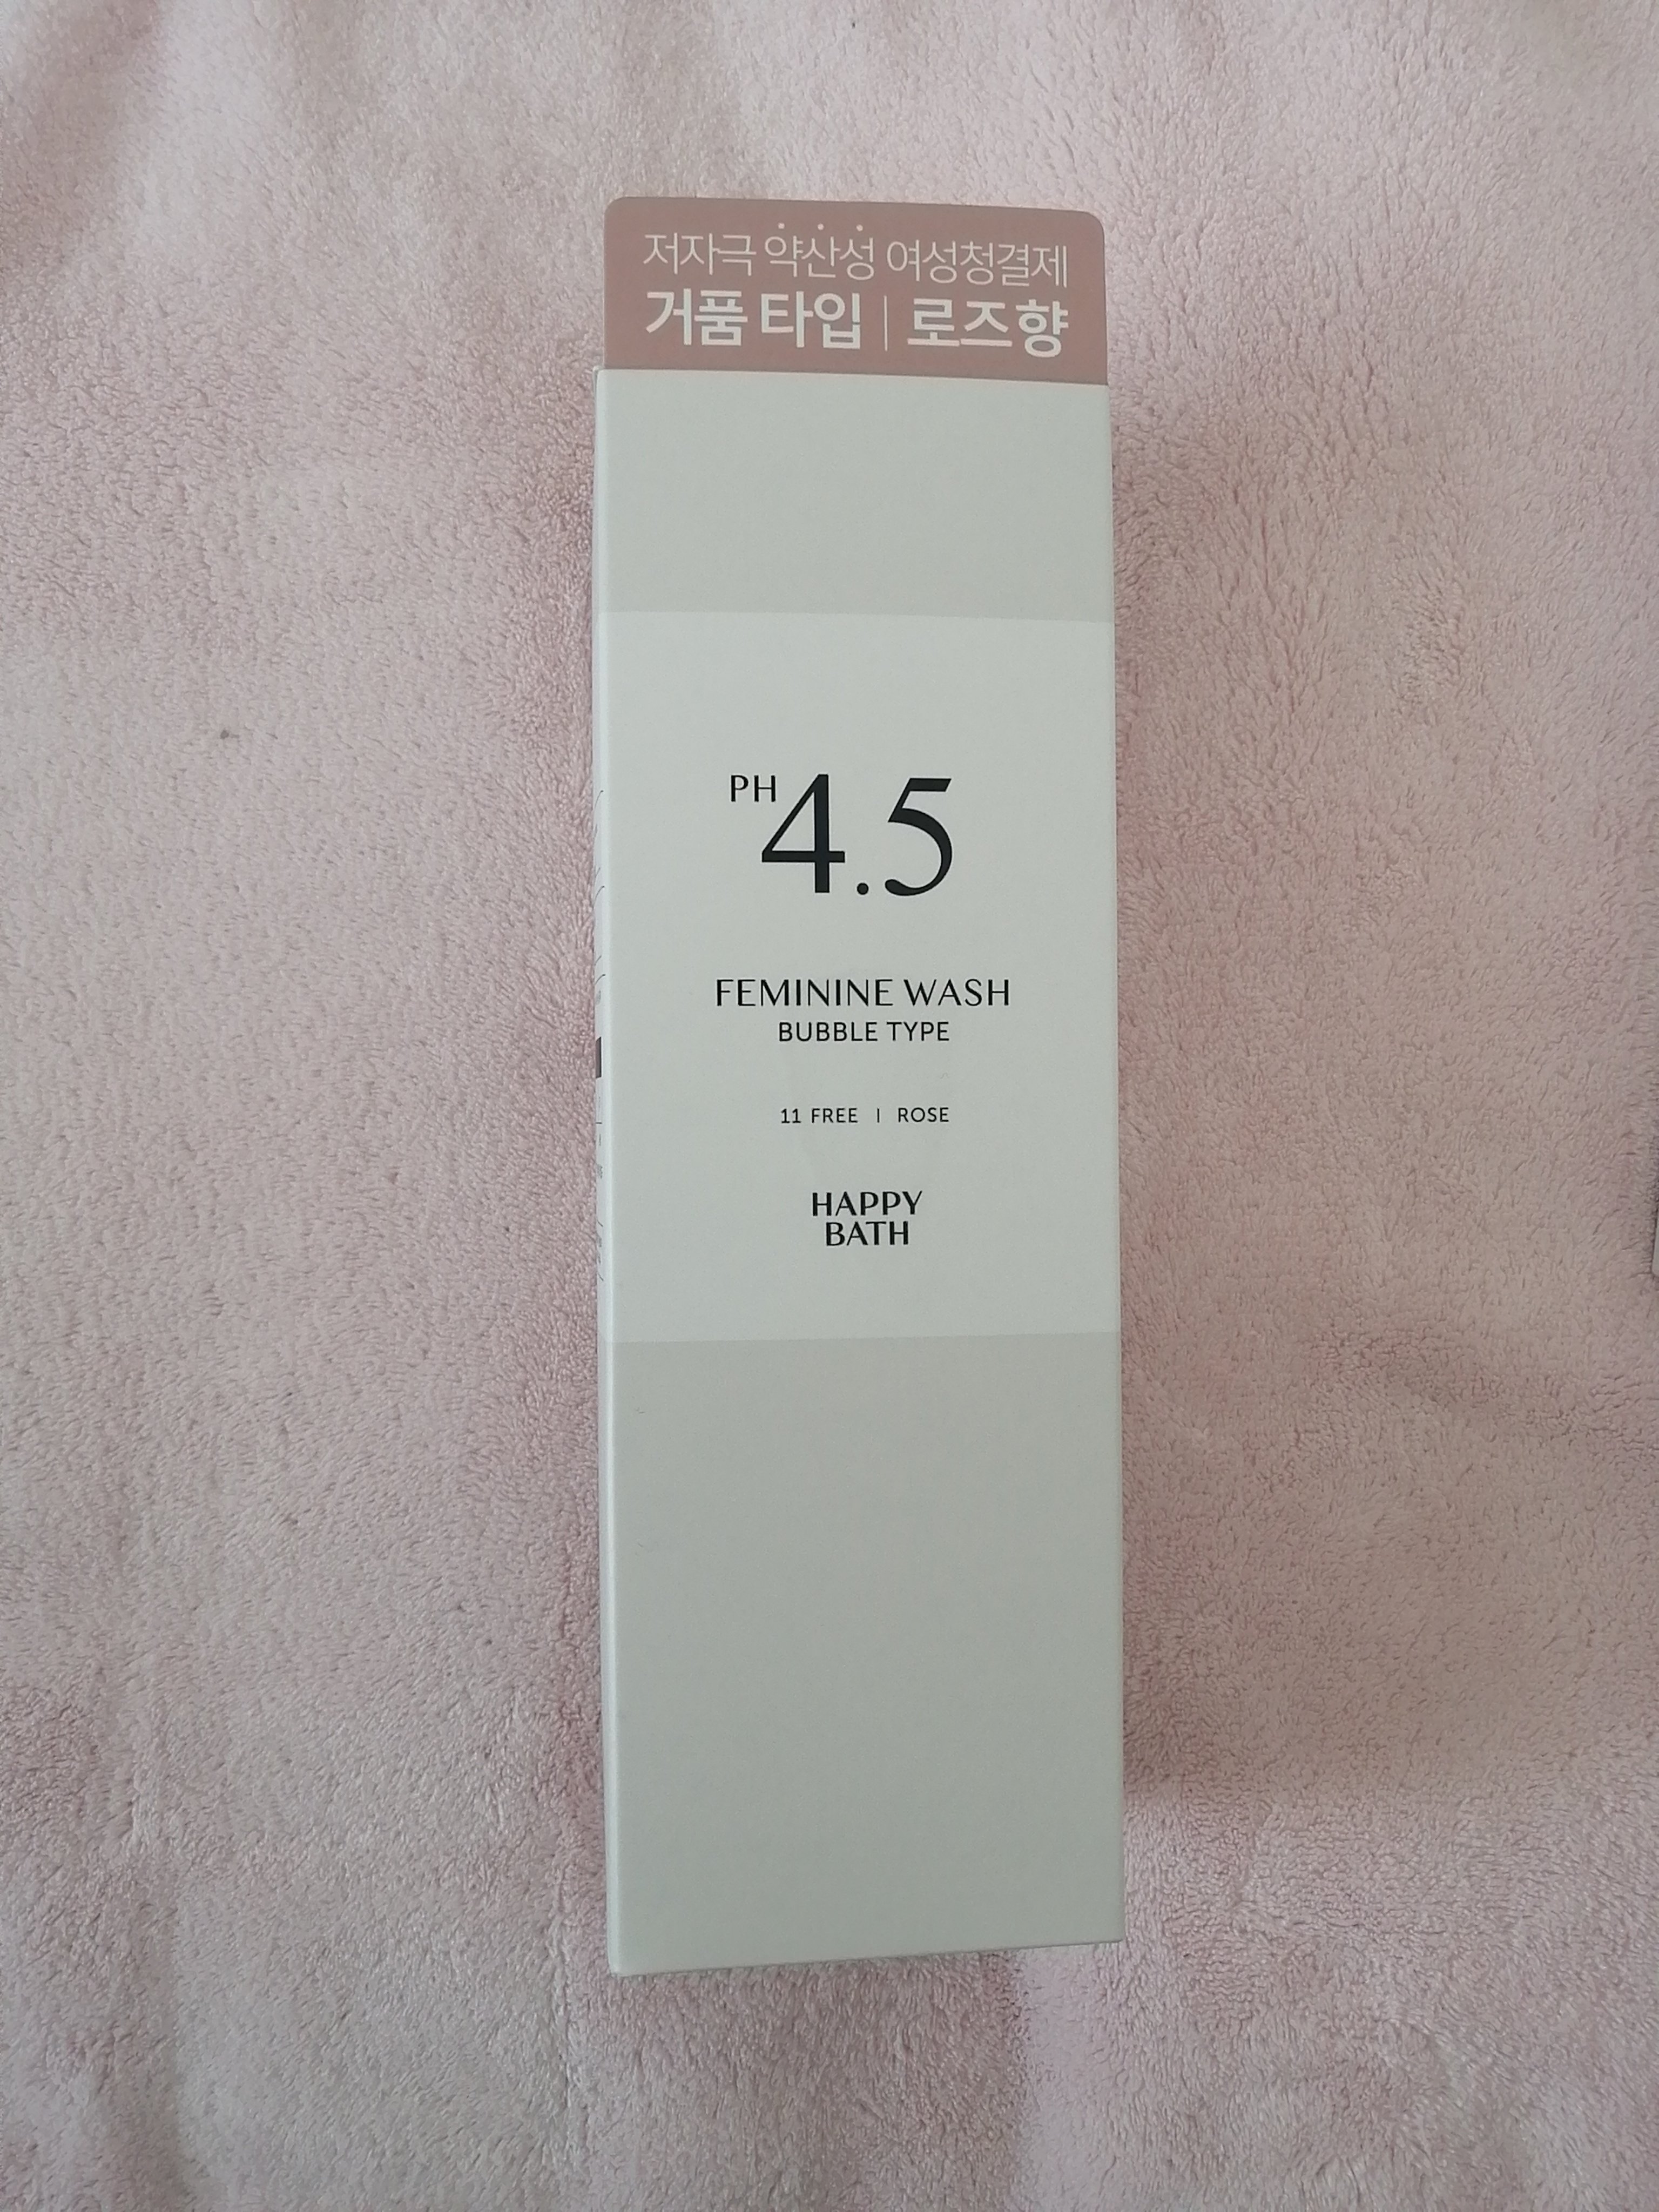 저자극 약산성 여성청결제
거품 타입 | 로즈향
PH 4.5
FEMININE WASH
BUBBLE TYPE
11 FREE | ROSE
HAPPY
BATH